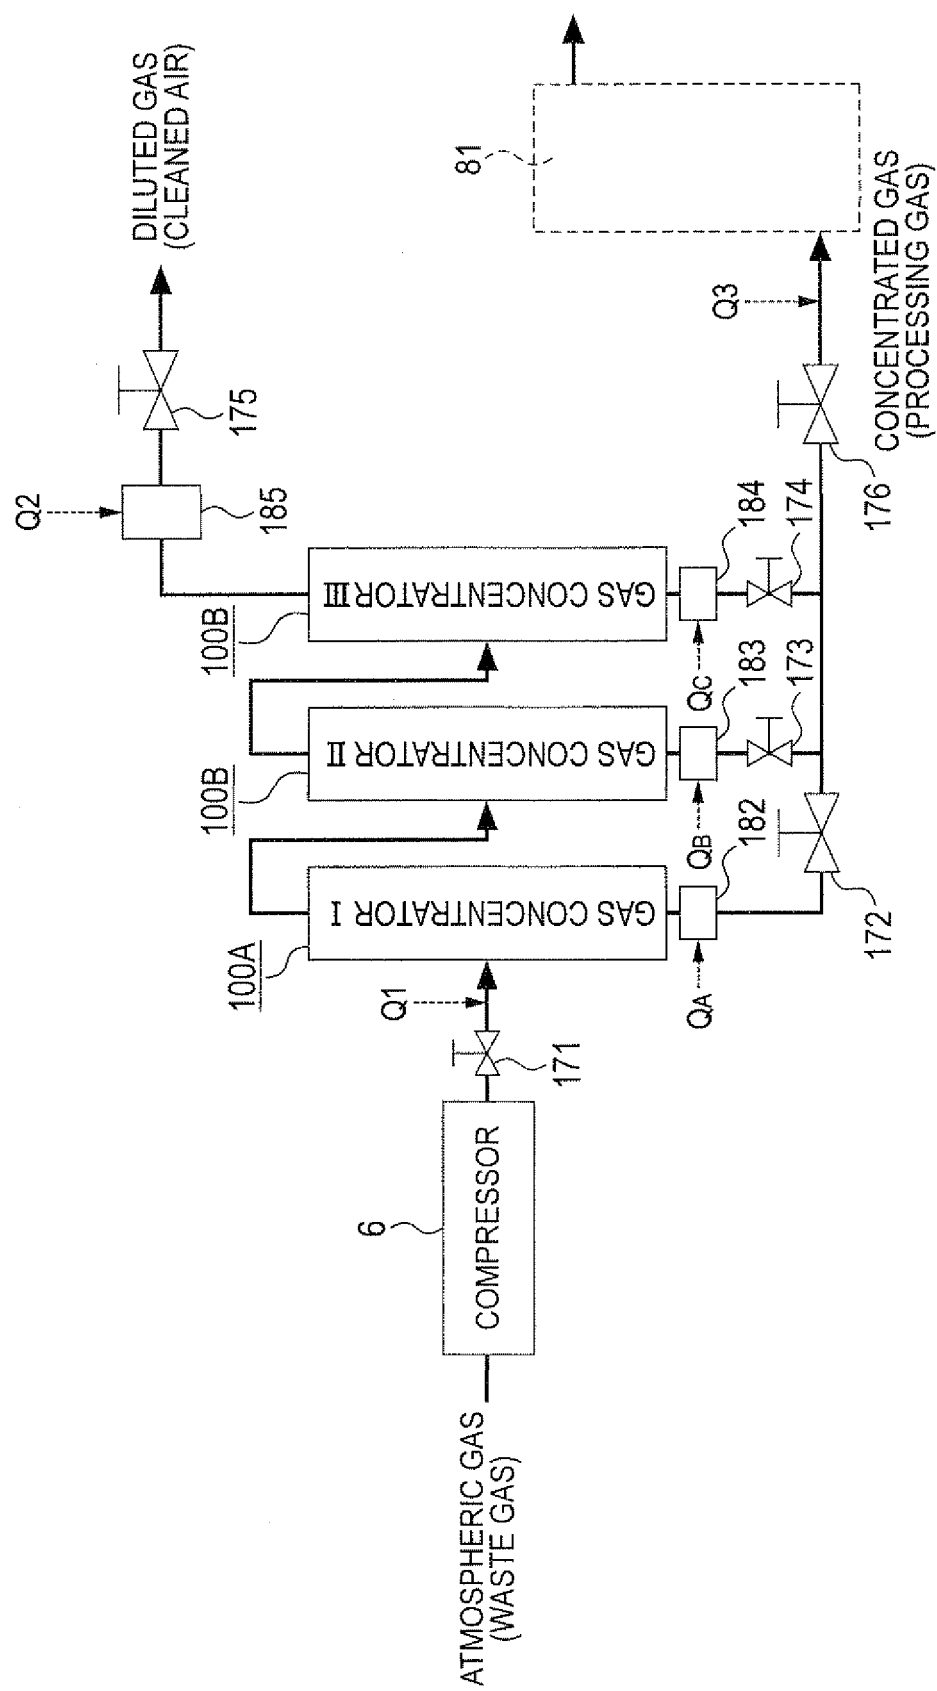 ATMOSPHERIC GAS
(WASTE GAS)
6
COMPRESSOR
171
Q1
100A
GAS CONCENTRATOR I
QA
182
172
100B
GAS CONCENTRATOR II
QB
183
173
100B
GAS CONCENTRATOR III
QC
184
174
Q2
185
175
DILUTED GAS
(CLEANED AIR)
176
Q3
CONCENTRATED GAS
(PROCESSING GAS)
81